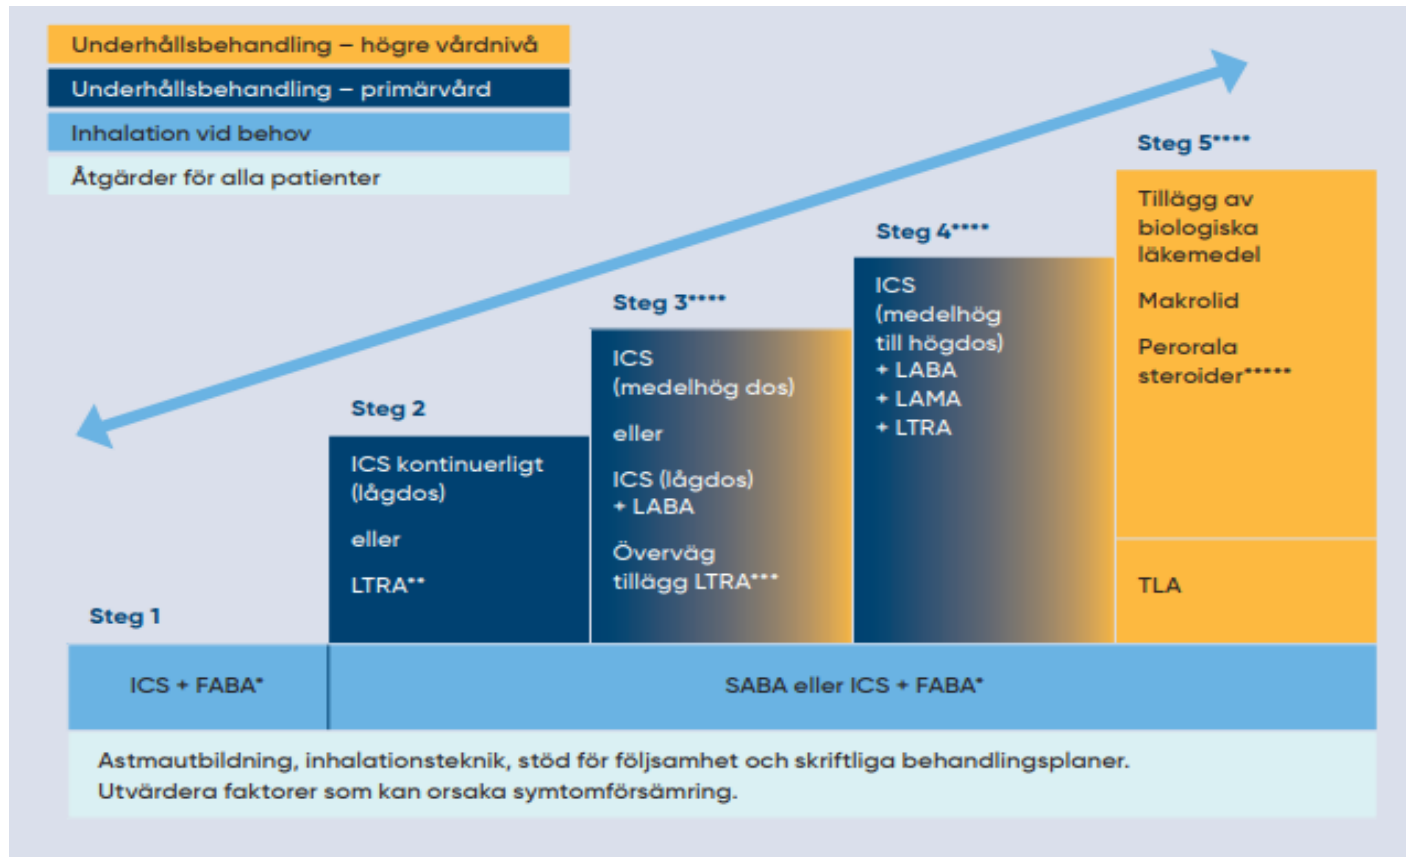 Underhållsbehandling – högre vårdnivå
Underhållsbehandling – primärvård
Inhalation vid behov
Åtgärder för alla patienter
Steg 1
ICS + FABA*
Steg 2
ICS kontinuerligt
(lågdos)
eller
LTRA**
Steg 3****
ICS
(medelhög dos)
eller
ICS (lågdos)
+ LABA
Överväg
tillägg LTRA***
Steg 4****
ICS
(medelhög
till högdos)
+ LABA
+ LAMA
+ LTRA
Steg 5****
Tillägg av
biologiska
läkemedel
Makrolid
Perorala
steroider*****
TLA
SABA eller ICS + FABA*
Astmautbildning, inhalationsteknik, stöd för följsamhet och skriftliga behandlingsplaner.
Utvärdera faktorer som kan orsaka symtomförsämring.